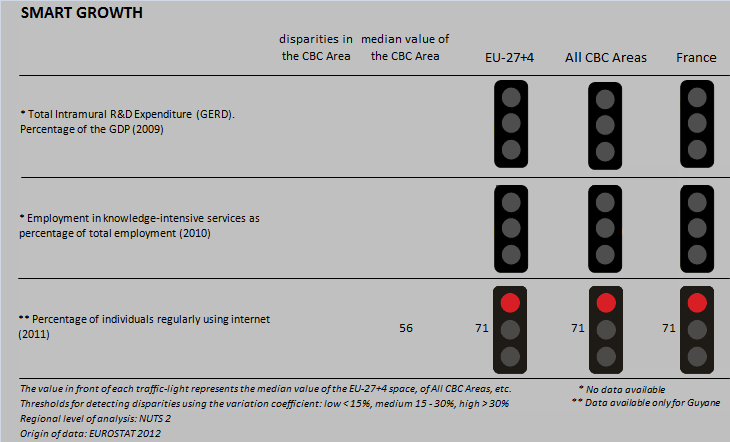 SMART GROWTH
disparities in the CBC Area
median value of the CBC Area
EU-27+4 All CBC Areas France
* Total Intramural R&D Expenditure (GERD).
Percentage of the GDP (2009)
* Employment in knowledge-intensive services as
percentage of total employment (2010)
** Percentage of individuals regularly using internet
(2011)
56 71 71 71
The value in front of each traffic-light represents the median value of the EU-27+4 space, of All CBC Areas, etc.
* No data available
Thresholds for detecting disparities using the variation coefficient: low < 15%, medium 15 - 30%, high > 30%
** Data available only for Guyane
Regional level of analysis: NUTS 2
Origin of data: EUROSTAT 2012